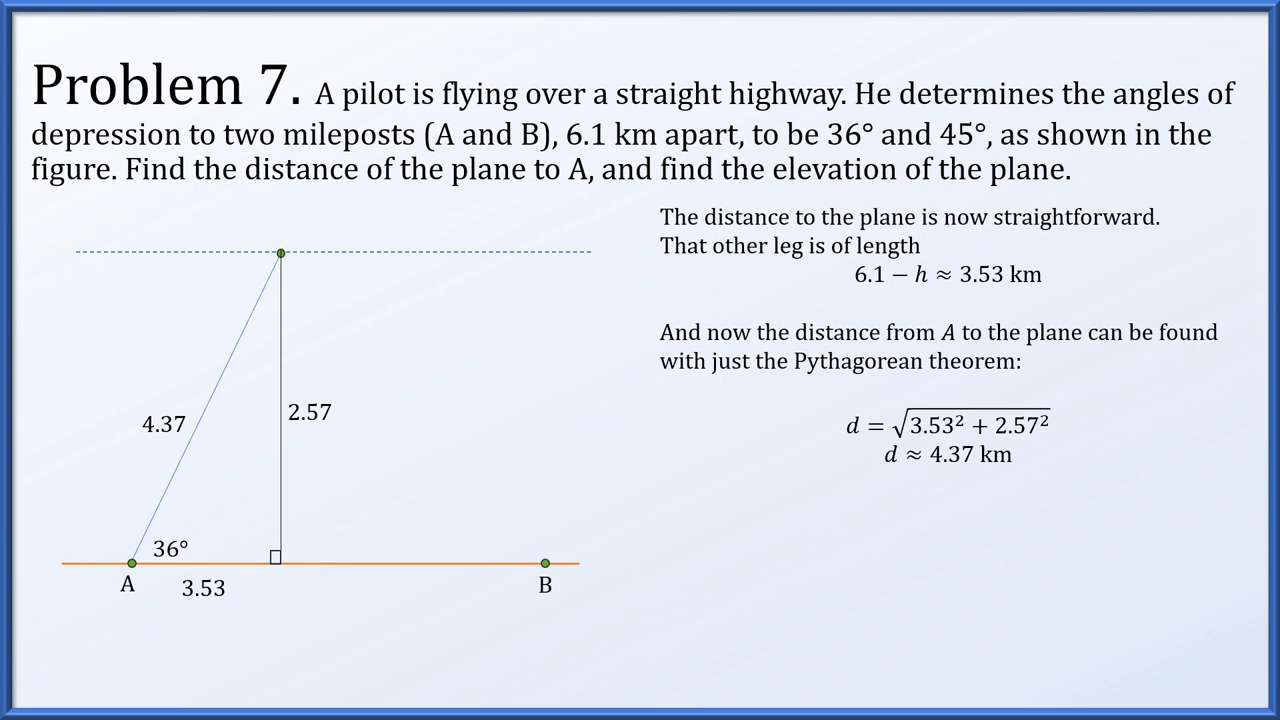 Problem 7. A pilot is flying over a straight highway. He determines the angles of
depression to two mileposts (A and B), 6.1 km apart, to be 36° and 45°, as shown in the
figure. Find the distance of the plane to A, and find the elevation of the plane.
The distance to the plane is now straightforward.
That other leg is of length
6.1 − h ≈ 3.53 km
And now the distance from A to the plane can be found
with just the Pythagorean theorem:
d = √3.53² + 2.57²
d ≈ 4.37 km
2.57
4.37
36°
A
3.53
B